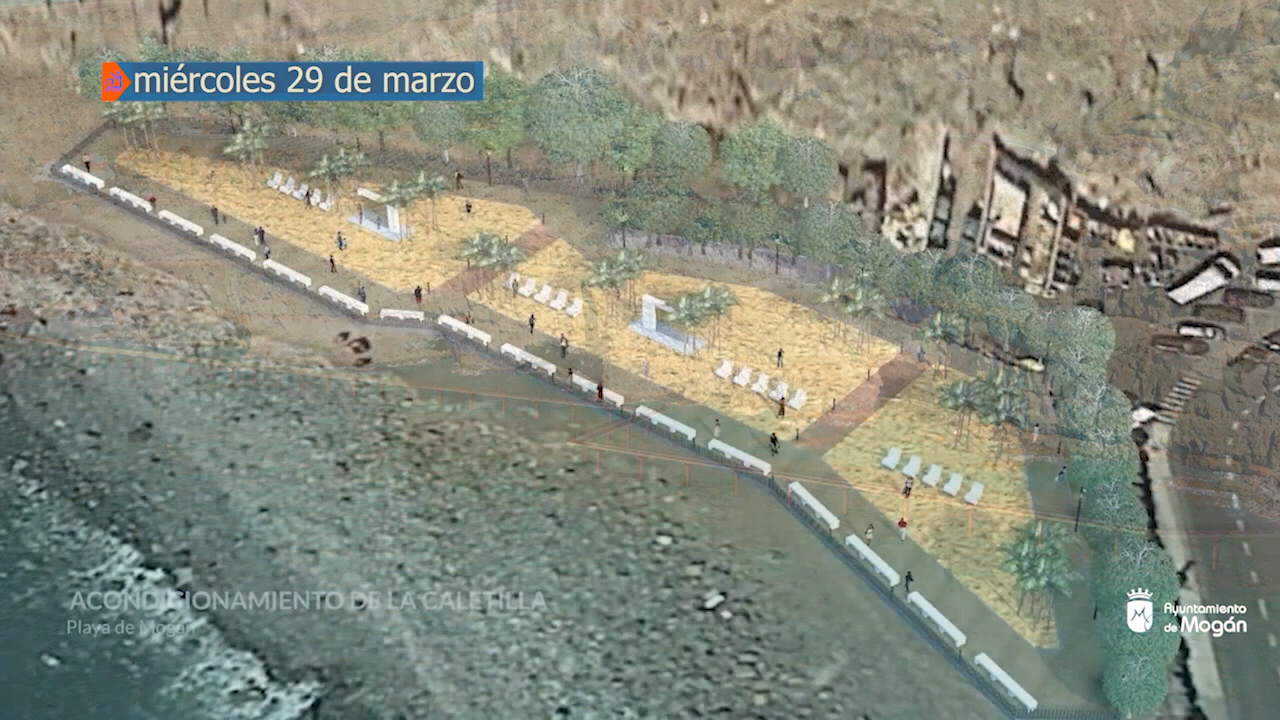 miércoles 29 de marzo
ACONDICIONAMIENTO DE LA CALETILLA
Playa de Mogán
Ayuntamiento
de Mogán